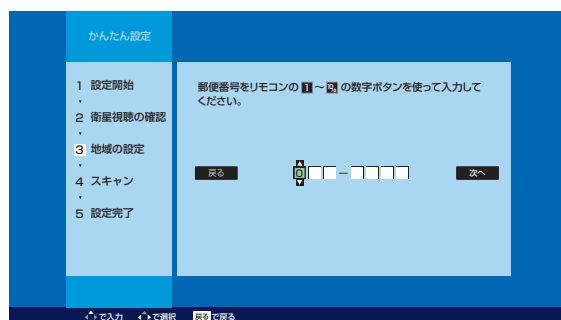 かんたん設定
1 設定開始
2 衛星視聴の確認
3 地域の設定
4 スキャン
5 設定完了
郵便番号をリモコンの 1 ～ 10 の数字ボタンを使って入力して
ください。
戻る 0 － 次へ
で入力 で選択 戻る で戻る